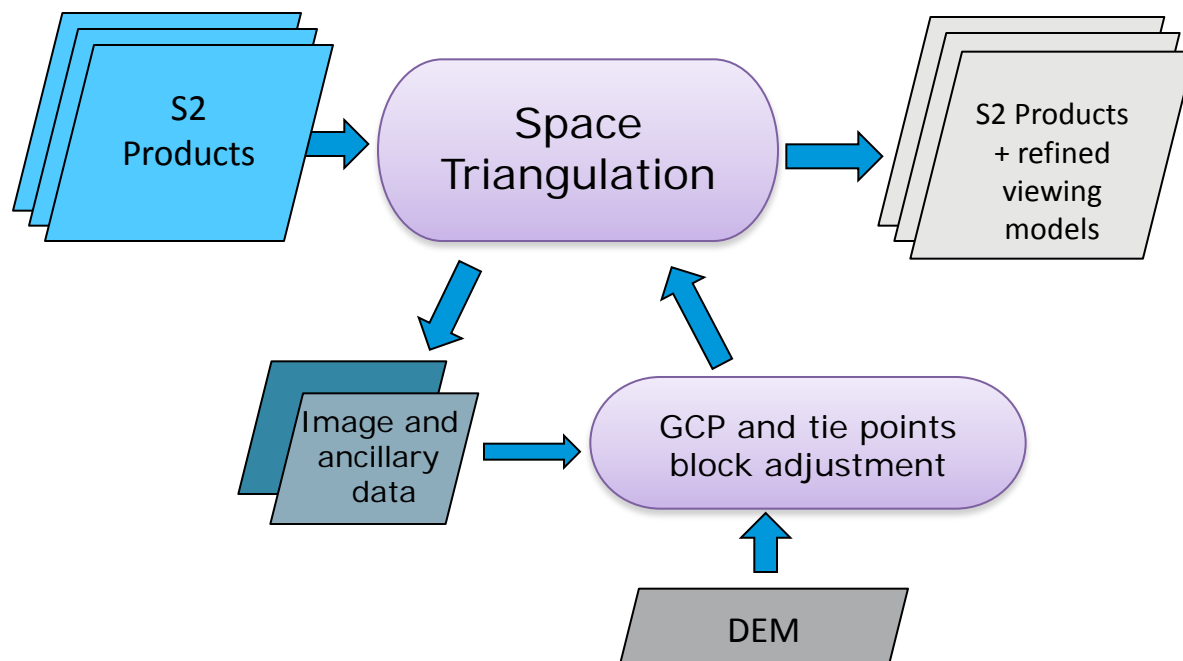 S2
Products
Space
Triangulation
S2 Products
+ refined
viewing
models
Image and
ancillary
data
GCP and tie points
block adjustment
DEM